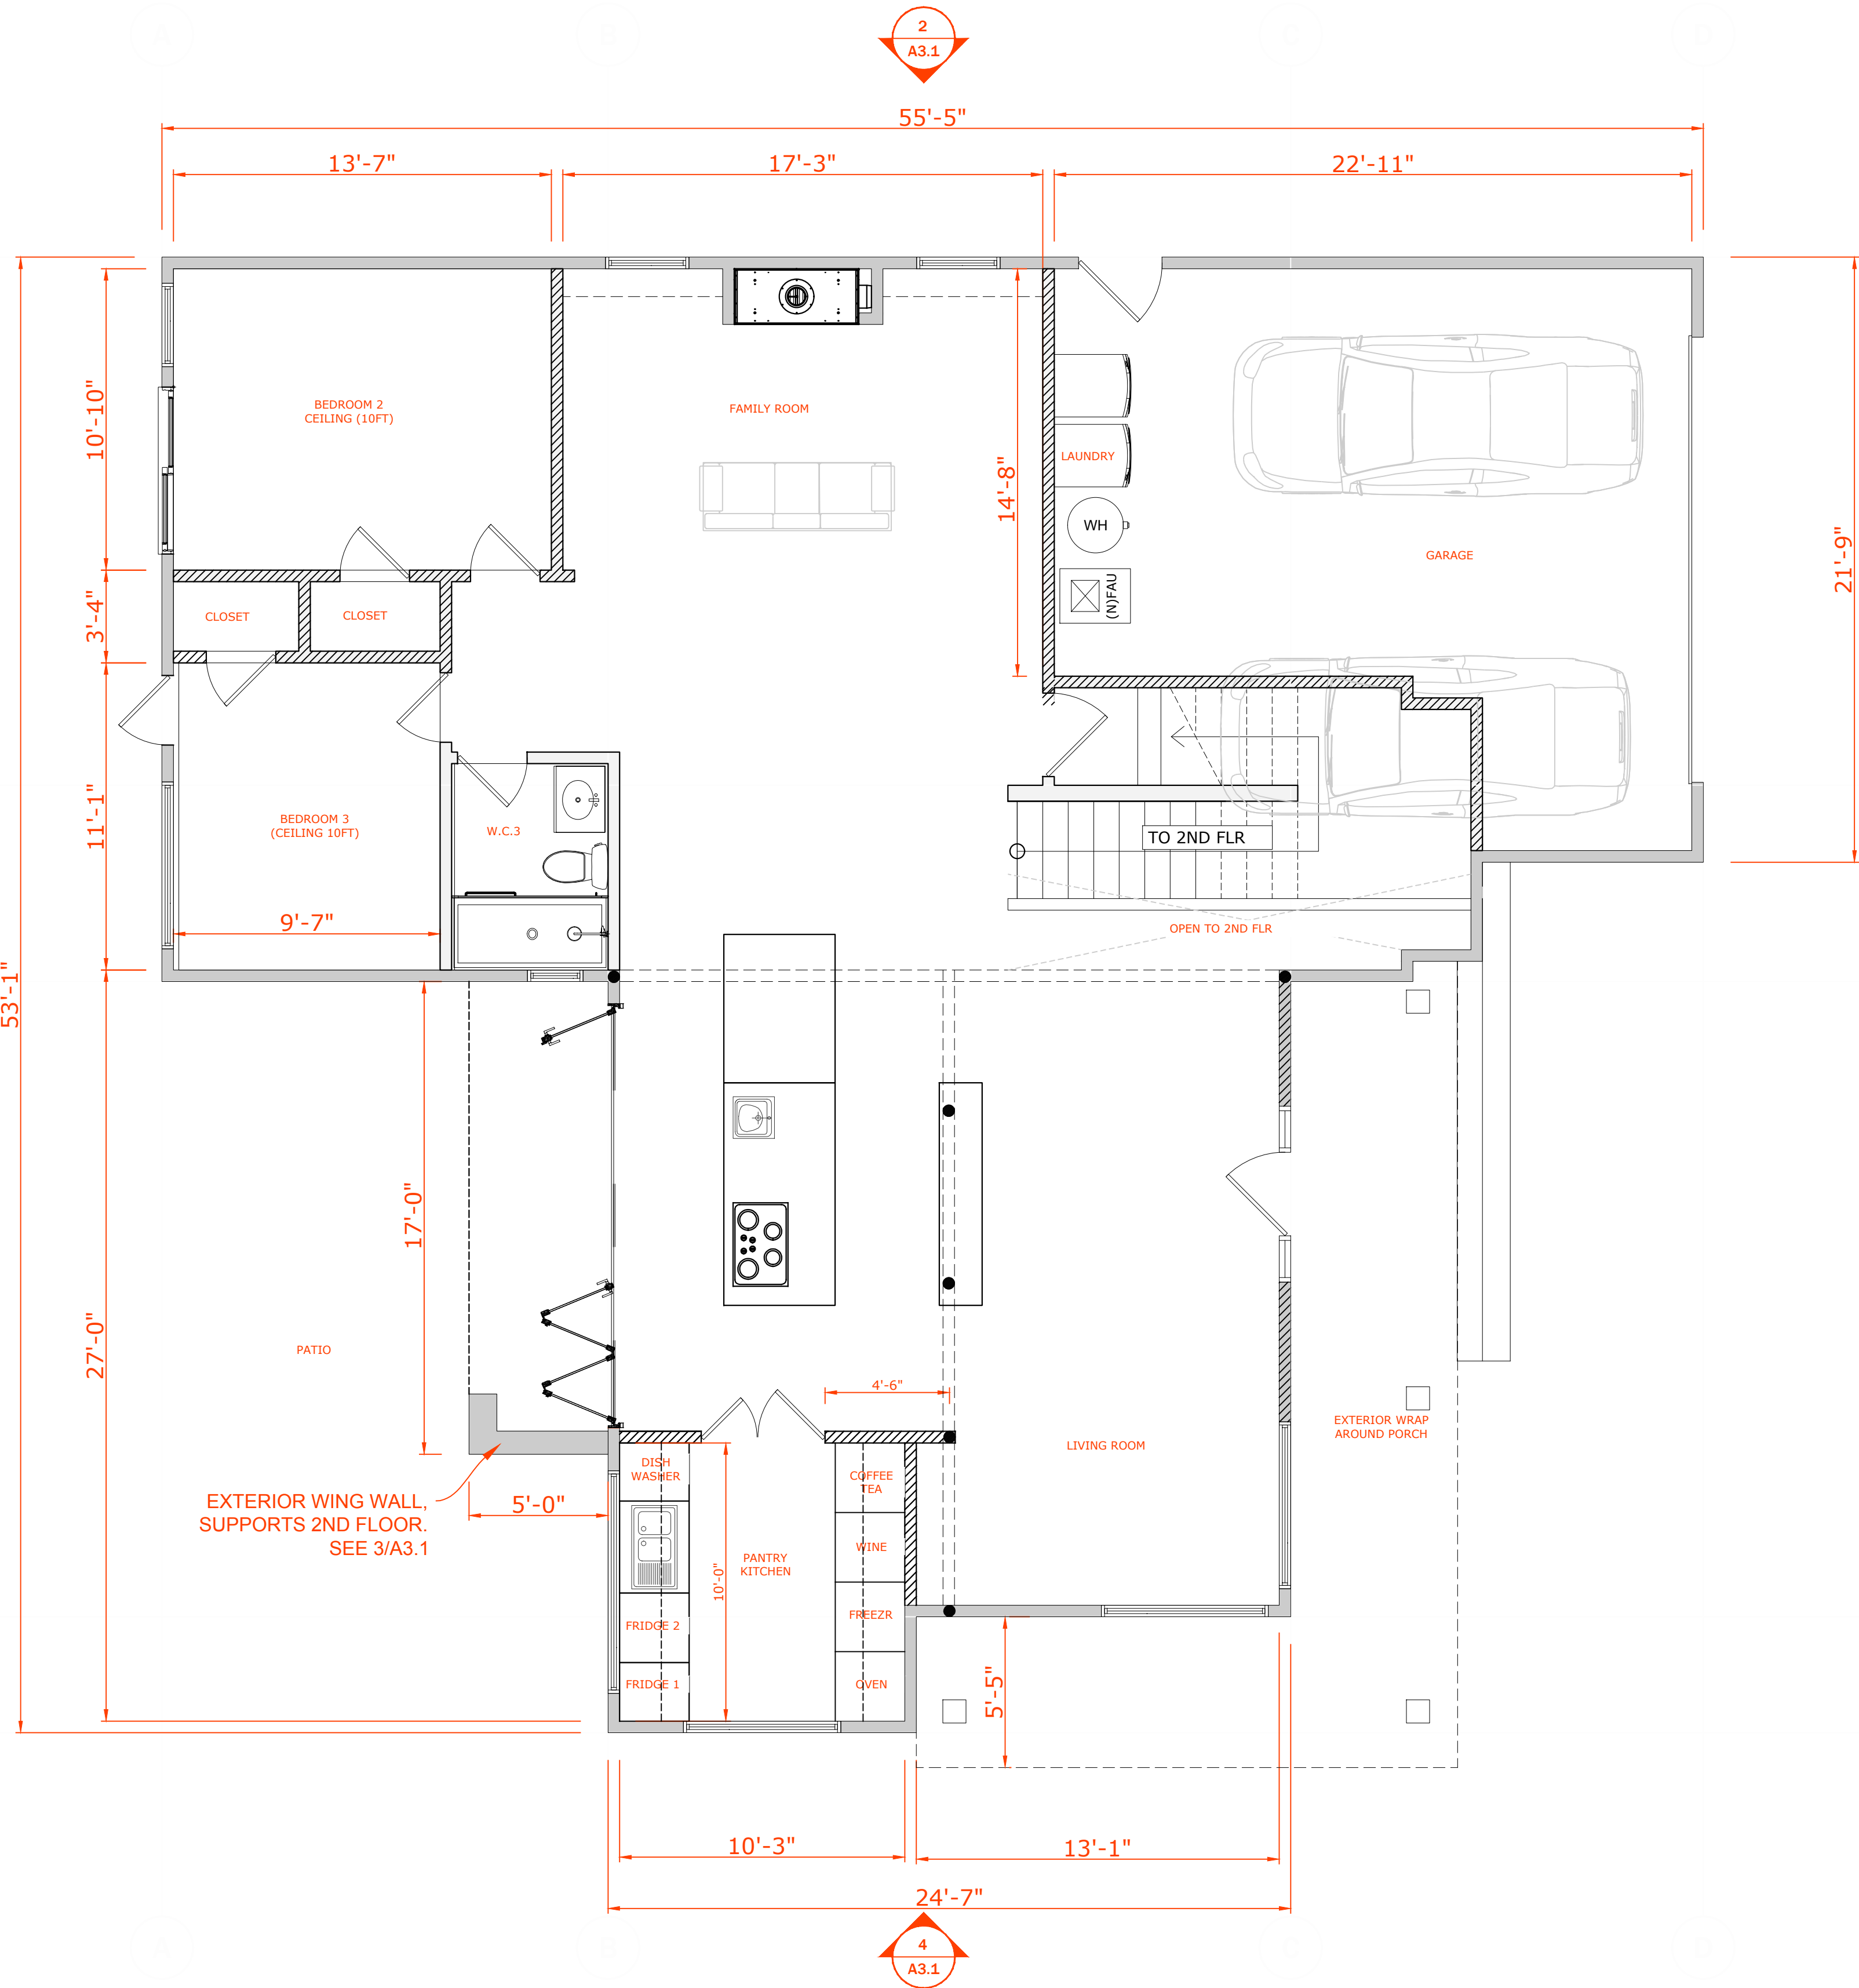 2
A3.1
55'-5"
13'-7"
17'-3"
22'-11"
10'-10"
BEDROOM 2
CEILING (10FT)
FAMILY ROOM
14'-8"
LAUNDRY
WH
(N)FAU
GARAGE
21'-9"
3'-4"
CLOSET
CLOSET
11'-1"
BEDROOM 3
(CEILING 10FT)
W.C.3
9'-7"
TO 2ND FLR
OPEN TO 2ND FLR
53'-1"
17'-0"
27'-0"
PATIO
4'-6"
EXTERIOR WRAP
AROUND PORCH
LIVING ROOM
DISH
WASHER
COFFEE
TEA
EXTERIOR WING WALL,
SUPPORTS 2ND FLOOR.
SEE 3/A3.1
5'-0"
WINE
PANTRY
KITCHEN
10'-0"
FRIDGE 2
FREEZR
FRIDGE 1
OVEN
5'-5"
10'-3"
13'-1"
24'-7"
4
A3.1